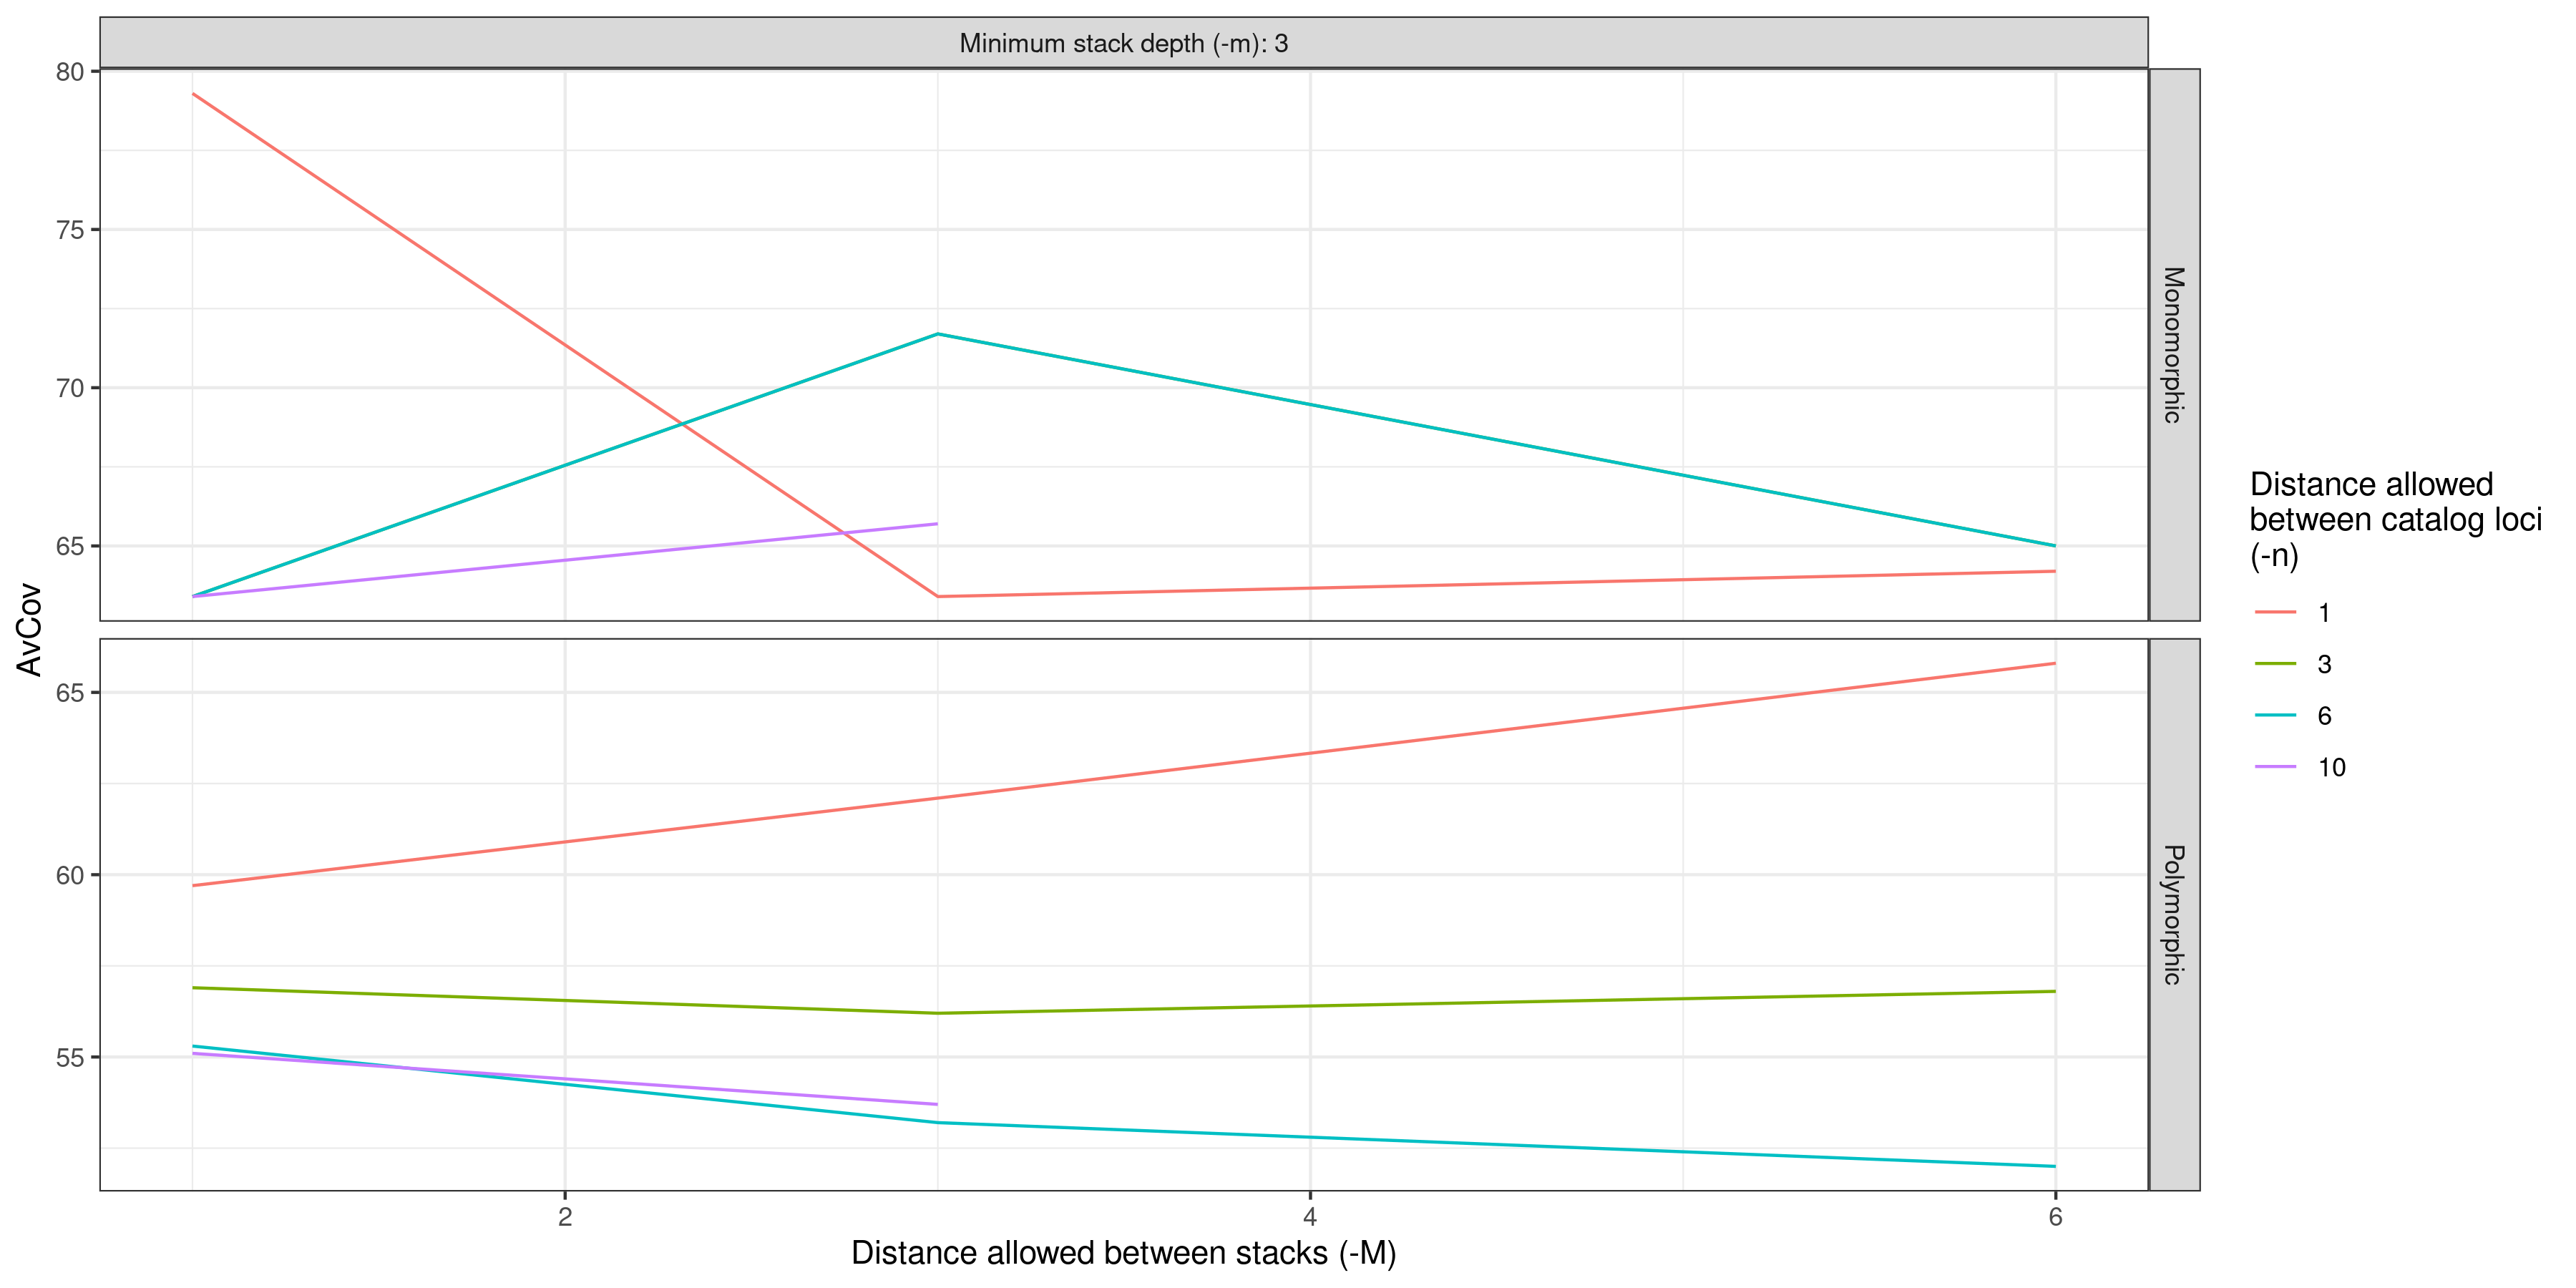 Minimum stack depth (-m): 3
80
75
70
65
Monomorphic
AvCov
65
60
55
Polymorphic
2
4
6
Distance allowed between stacks (-M)
Distance allowed
between catalog loci
(-n)
1
3
6
10